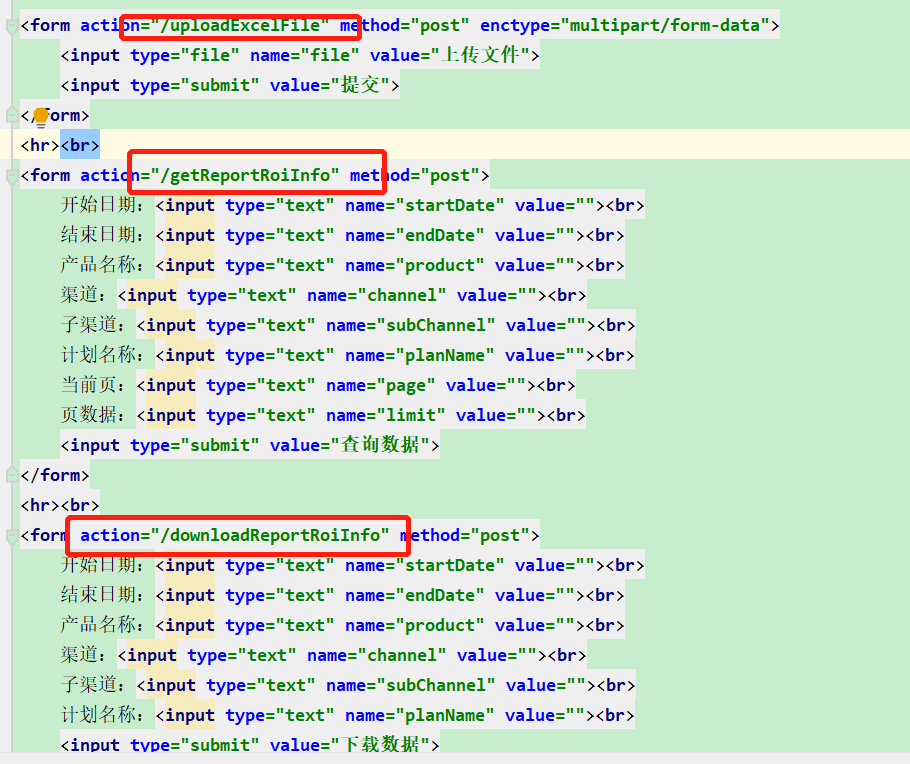 <form action="/uploadExcelFile" method="post" enctype="multipart/form-data">
<input type="file" name="file" value="上传文件">
<input type="submit" value="提交">
</form>
<hr><br>
<form action="/getReportRoiInfo" method="post">
开始日期：<input type="text" name="startDate" value=""><br>
结束日期：<input type="text" name="endDate" value=""><br>
产品名称：<input type="text" name="product" value=""><br>
渠道：<input type="text" name="channel" value=""><br>
子渠道：<input type="text" name="subChannel" value=""><br>
计划名称：<input type="text" name="planName" value=""><br>
当前页：<input type="text" name="page" value=""><br>
页数据：<input type="text" name="limit" value=""><br>
<input type="submit" value="查询数据">
</form>
<hr><br>
<form action="/downloadReportRoiInfo" method="post">
开始日期：<input type="text" name="startDate" value=""><br>
结束日期：<input type="text" name="endDate" value=""><br>
产品名称：<input type="text" name="product" value=""><br>
渠道：<input type="text" name="channel" value=""><br>
子渠道：<input type="text" name="subChannel" value=""><br>
计划名称：<input type="text" name="planName" value=""><br>
<input type="submit" value="下载数据">